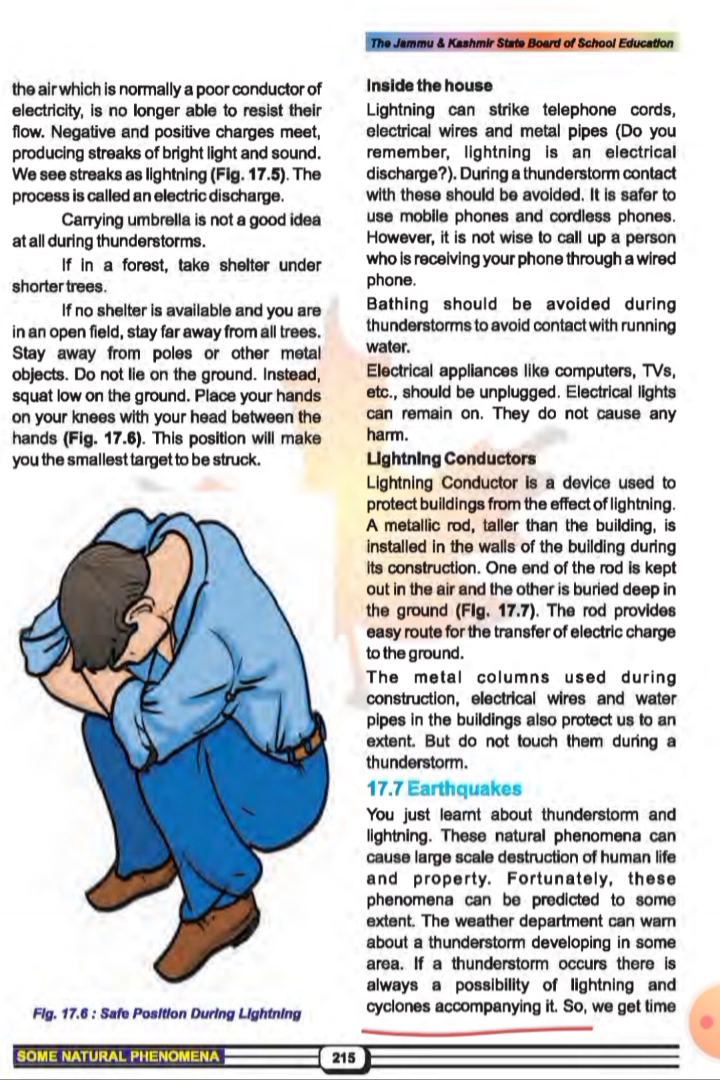 The Jammu & Kashmir State Board of School Education
the air which is normally a poor conductor of
electricity, is no longer able to resist their
flow. Negative and positive charges meet,
producing streaks of bright light and sound.
We see streaks as lightning (Fig. 17.5). The
process is called an electric discharge.
Carrying umbrella is not a good idea
at all during thunderstorms.
If in a forest, take shelter under
shorter trees.
If no shelter is available and you are
in an open field, stay far away from all trees.
Stay away from poles or other metal
objects. Do not lie on the ground. Instead,
squat low on the ground. Place your hands
on your knees with your head between the
hands (Fig. 17.6). This position will make
you the smallest target to be struck.
Fig. 17.6 : Safe Position During Lightning
Inside the house
Lightning can strike telephone cords,
electrical wires and metal pipes (Do you
remember, lightning is an electrical
discharge?). During a thunderstorm contact
with these should be avoided. It is safer to
use mobile phones and cordless phones.
However, it is not wise to call up a person
who is receiving your phone through a wired
phone.
Bathing should be avoided during
thunderstorms to avoid contact with running
water.
Electrical appliances like computers, TVs,
etc., should be unplugged. Electrical lights
can remain on. They do not cause any
harm.
Lightning Conductors
Lightning Conductor is a device used to
protect buildings from the effect of lightning.
A metallic rod, taller than the building, is
installed in the walls of the building during
its construction. One end of the rod is kept
out in the air and the other is buried deep in
the ground (Fig. 17.7). The rod provides
easy route for the transfer of electric charge
to the ground.
The metal columns used during
construction, electrical wires and water
pipes in the buildings also protect us to an
extent. But do not touch them during a
thunderstorm.
17.7 Earthquakes
You just learnt about thunderstorm and
lightning. These natural phenomena can
cause large scale destruction of human life
and property. Fortunately, these
phenomena can be predicted to some
extent. The weather department can warn
about a thunderstorm developing in some
area. If a thunderstorm occurs there is
always a possibility of lightning and
cyclones accompanying it. So, we get time
SOME NATURAL PHENOMENA
215